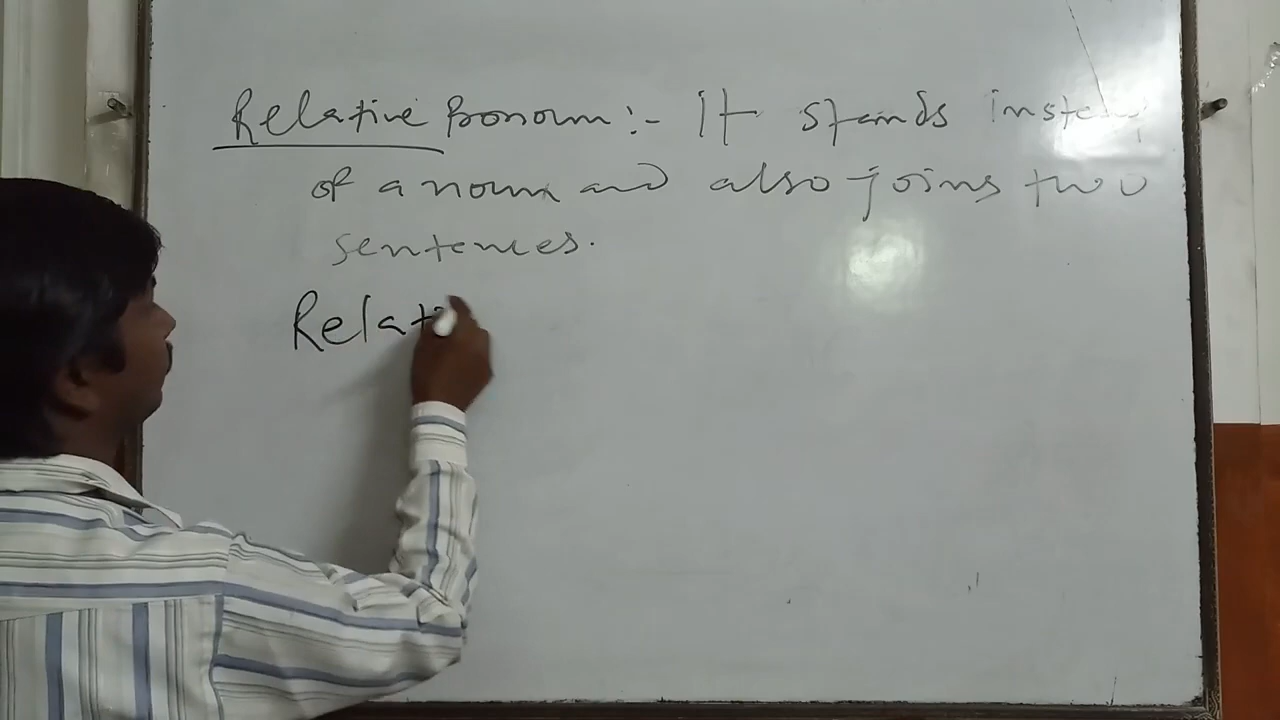 Relative Pronoun:- It stands instead
of a noun and also joins two
sentences.
Relati